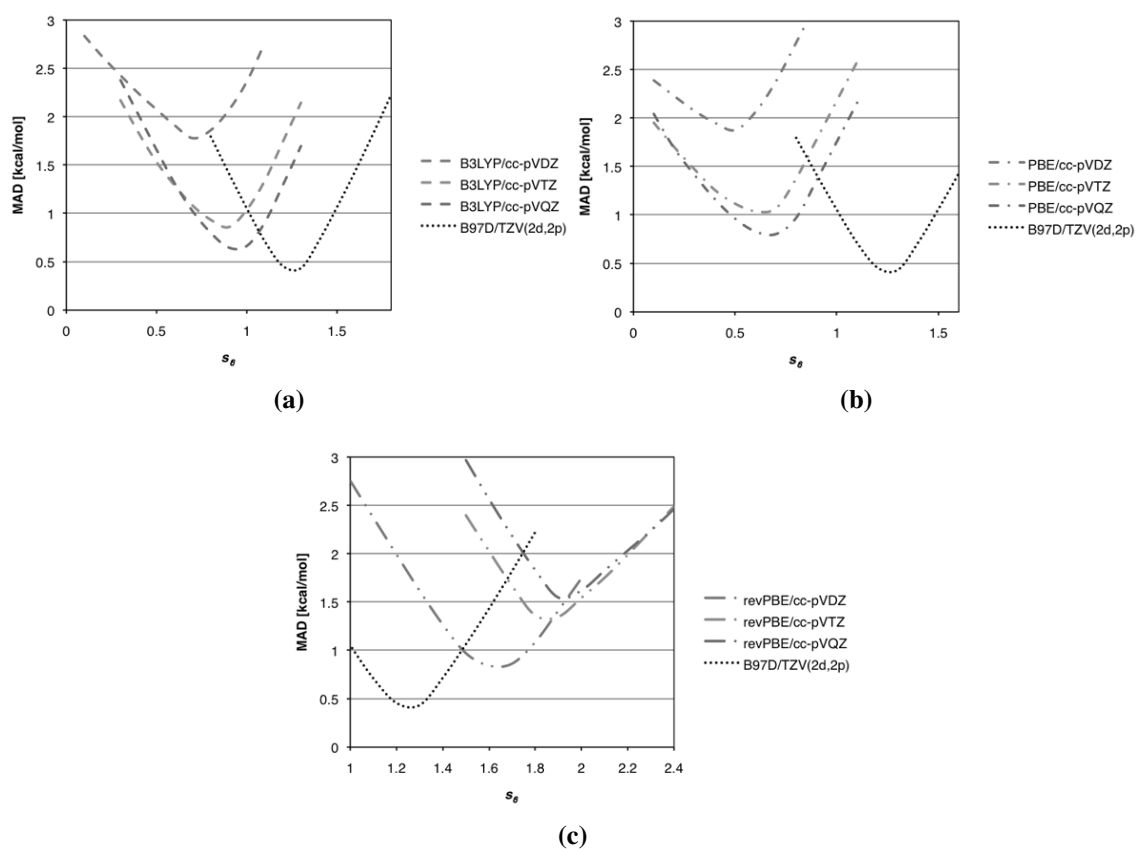 3
2.5
2
1.5
1
0.5
0
MAD [kcal/mol]
0 0.5 1 1.5
s6
B3LYP/cc-pVDZ
B3LYP/cc-pVTZ
B3LYP/cc-pVQZ
B97D/TZV(2d,2p)
(a)
3
2.5
2
1.5
1
0.5
0
MAD [kcal/mol]
0 0.5 1 1.5
s6
PBE/cc-pVDZ
PBE/cc-pVTZ
PBE/cc-pVQZ
B97D/TZV(2d,2p)
(b)
3
2.5
2
1.5
1
0.5
0
MAD [kcal/mol]
1 1.2 1.4 1.6 1.8 2 2.2 2.4
s6
revPBE/cc-pVDZ
revPBE/cc-pVTZ
revPBE/cc-pVQZ
B97D/TZV(2d,2p)
(c)